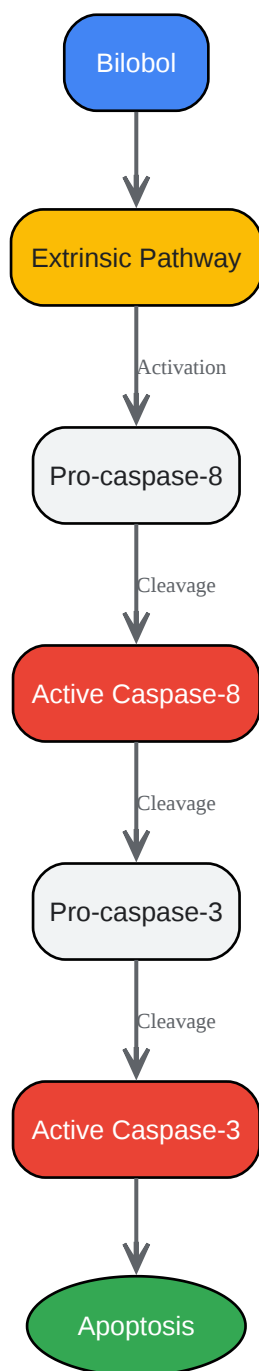 Bilobol
Extrinsic Pathway
Activation
Pro-caspase-8
Cleavage
Active Caspase-8
Cleavage
Pro-caspase-3
Cleavage
Active Caspase-3
Apoptosis